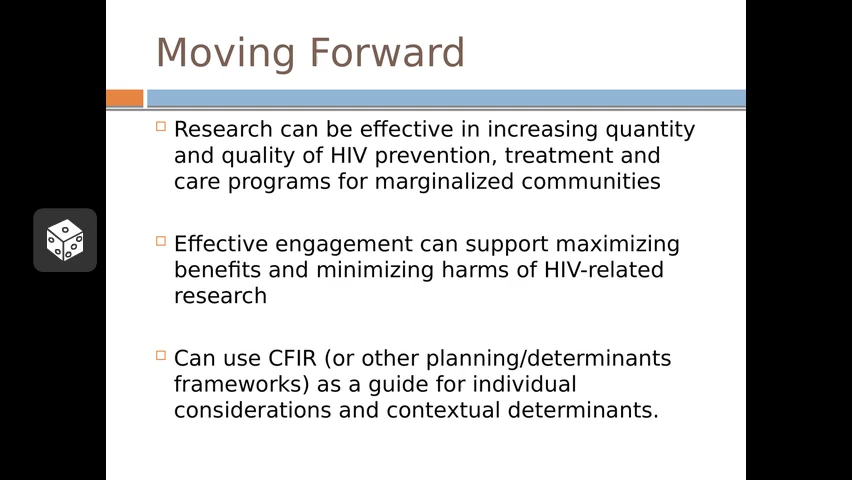 Moving Forward
Research can be effective in increasing quantity
and quality of HIV prevention, treatment and
care programs for marginalized communities
Effective engagement can support maximizing
benefits and minimizing harms of HIV-related
research
Can use CFIR (or other planning/determinants
frameworks) as a guide for individual
considerations and contextual determinants.